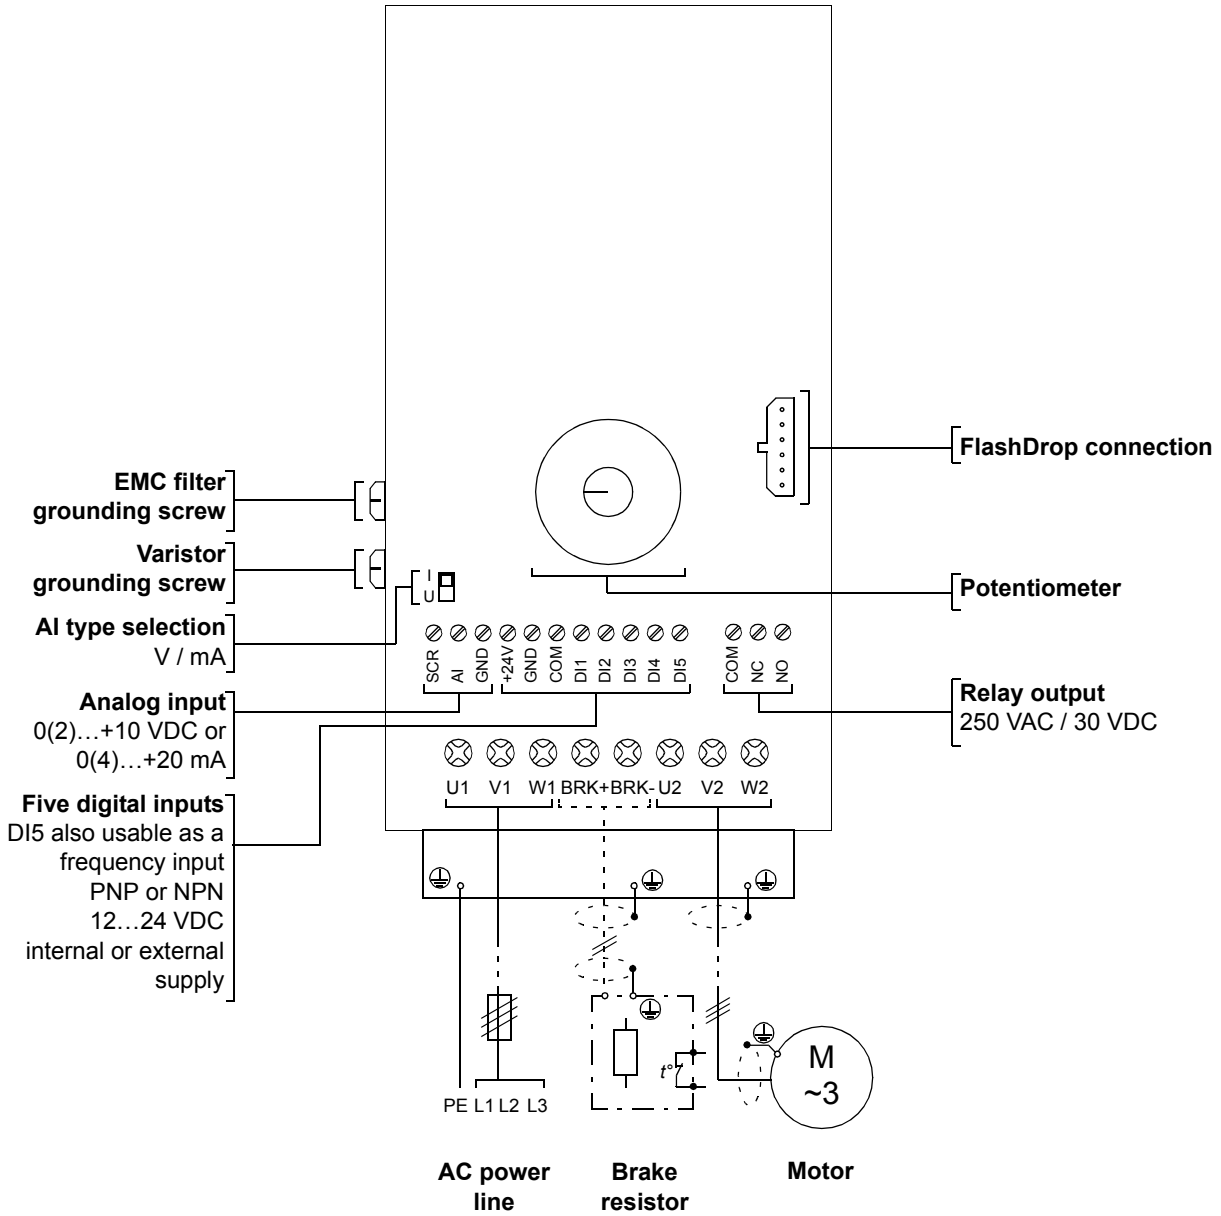 FlashDrop connection
EMC filter
grounding screw
Varistor
grounding screw
Potentiometer
I
U
AI type selection
V / mA
SCR
AI
GND
+24V
GND
COM
DI1
DI2
DI3
DI4
DI5
COM
NC
NO
Analog input
0(2)…+10 VDC or
0(4)…+20 mA
Relay output
250 VAC / 30 VDC
U1 V1 W1 BRK+ BRK- U2 V2 W2
Five digital inputs
DI5 also usable as a
frequency input
PNP or NPN
12…24 VDC
internal or external
supply
t°
M
~3
PE L1 L2 L3
AC power
line
Brake
resistor
Motor